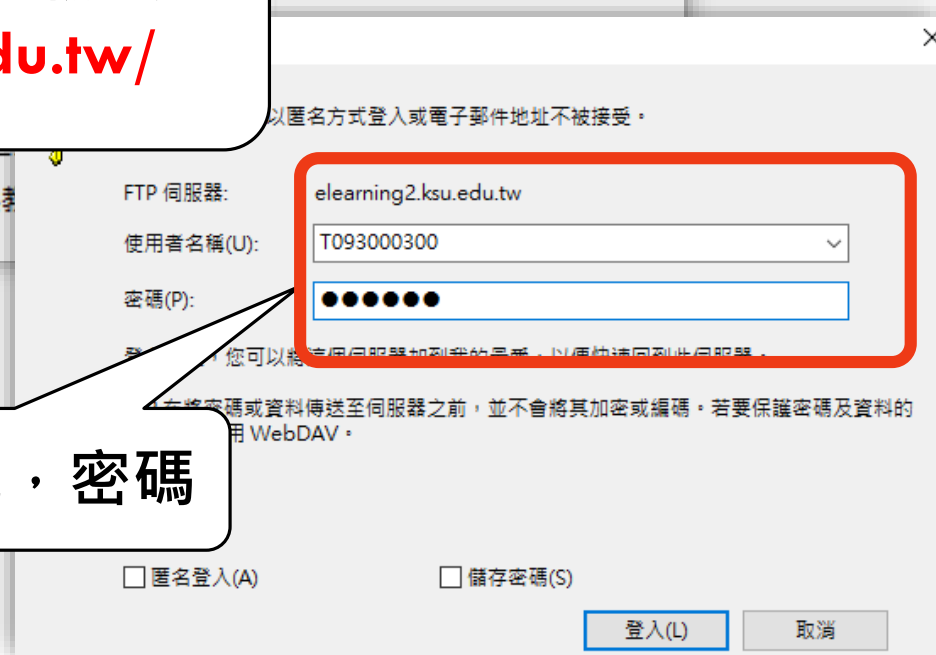 du.tw/
以匿名方式登入或電子郵件地址不被接受。
FTP 伺服器:
elearning2.ksu.edu.tw
使用者名稱(U):
T093000300
密碼(P):
●●●●●●
，您可以將這個伺服器加到我的最愛，以便快速回到此伺服器。
在將密碼或資料傳送至伺服器之前，並不會將其加密或編碼。若要保護密碼及資料的
用 WebDAV。
，密碼
匿名登入(A)
儲存密碼(S)
登入(L)
取消